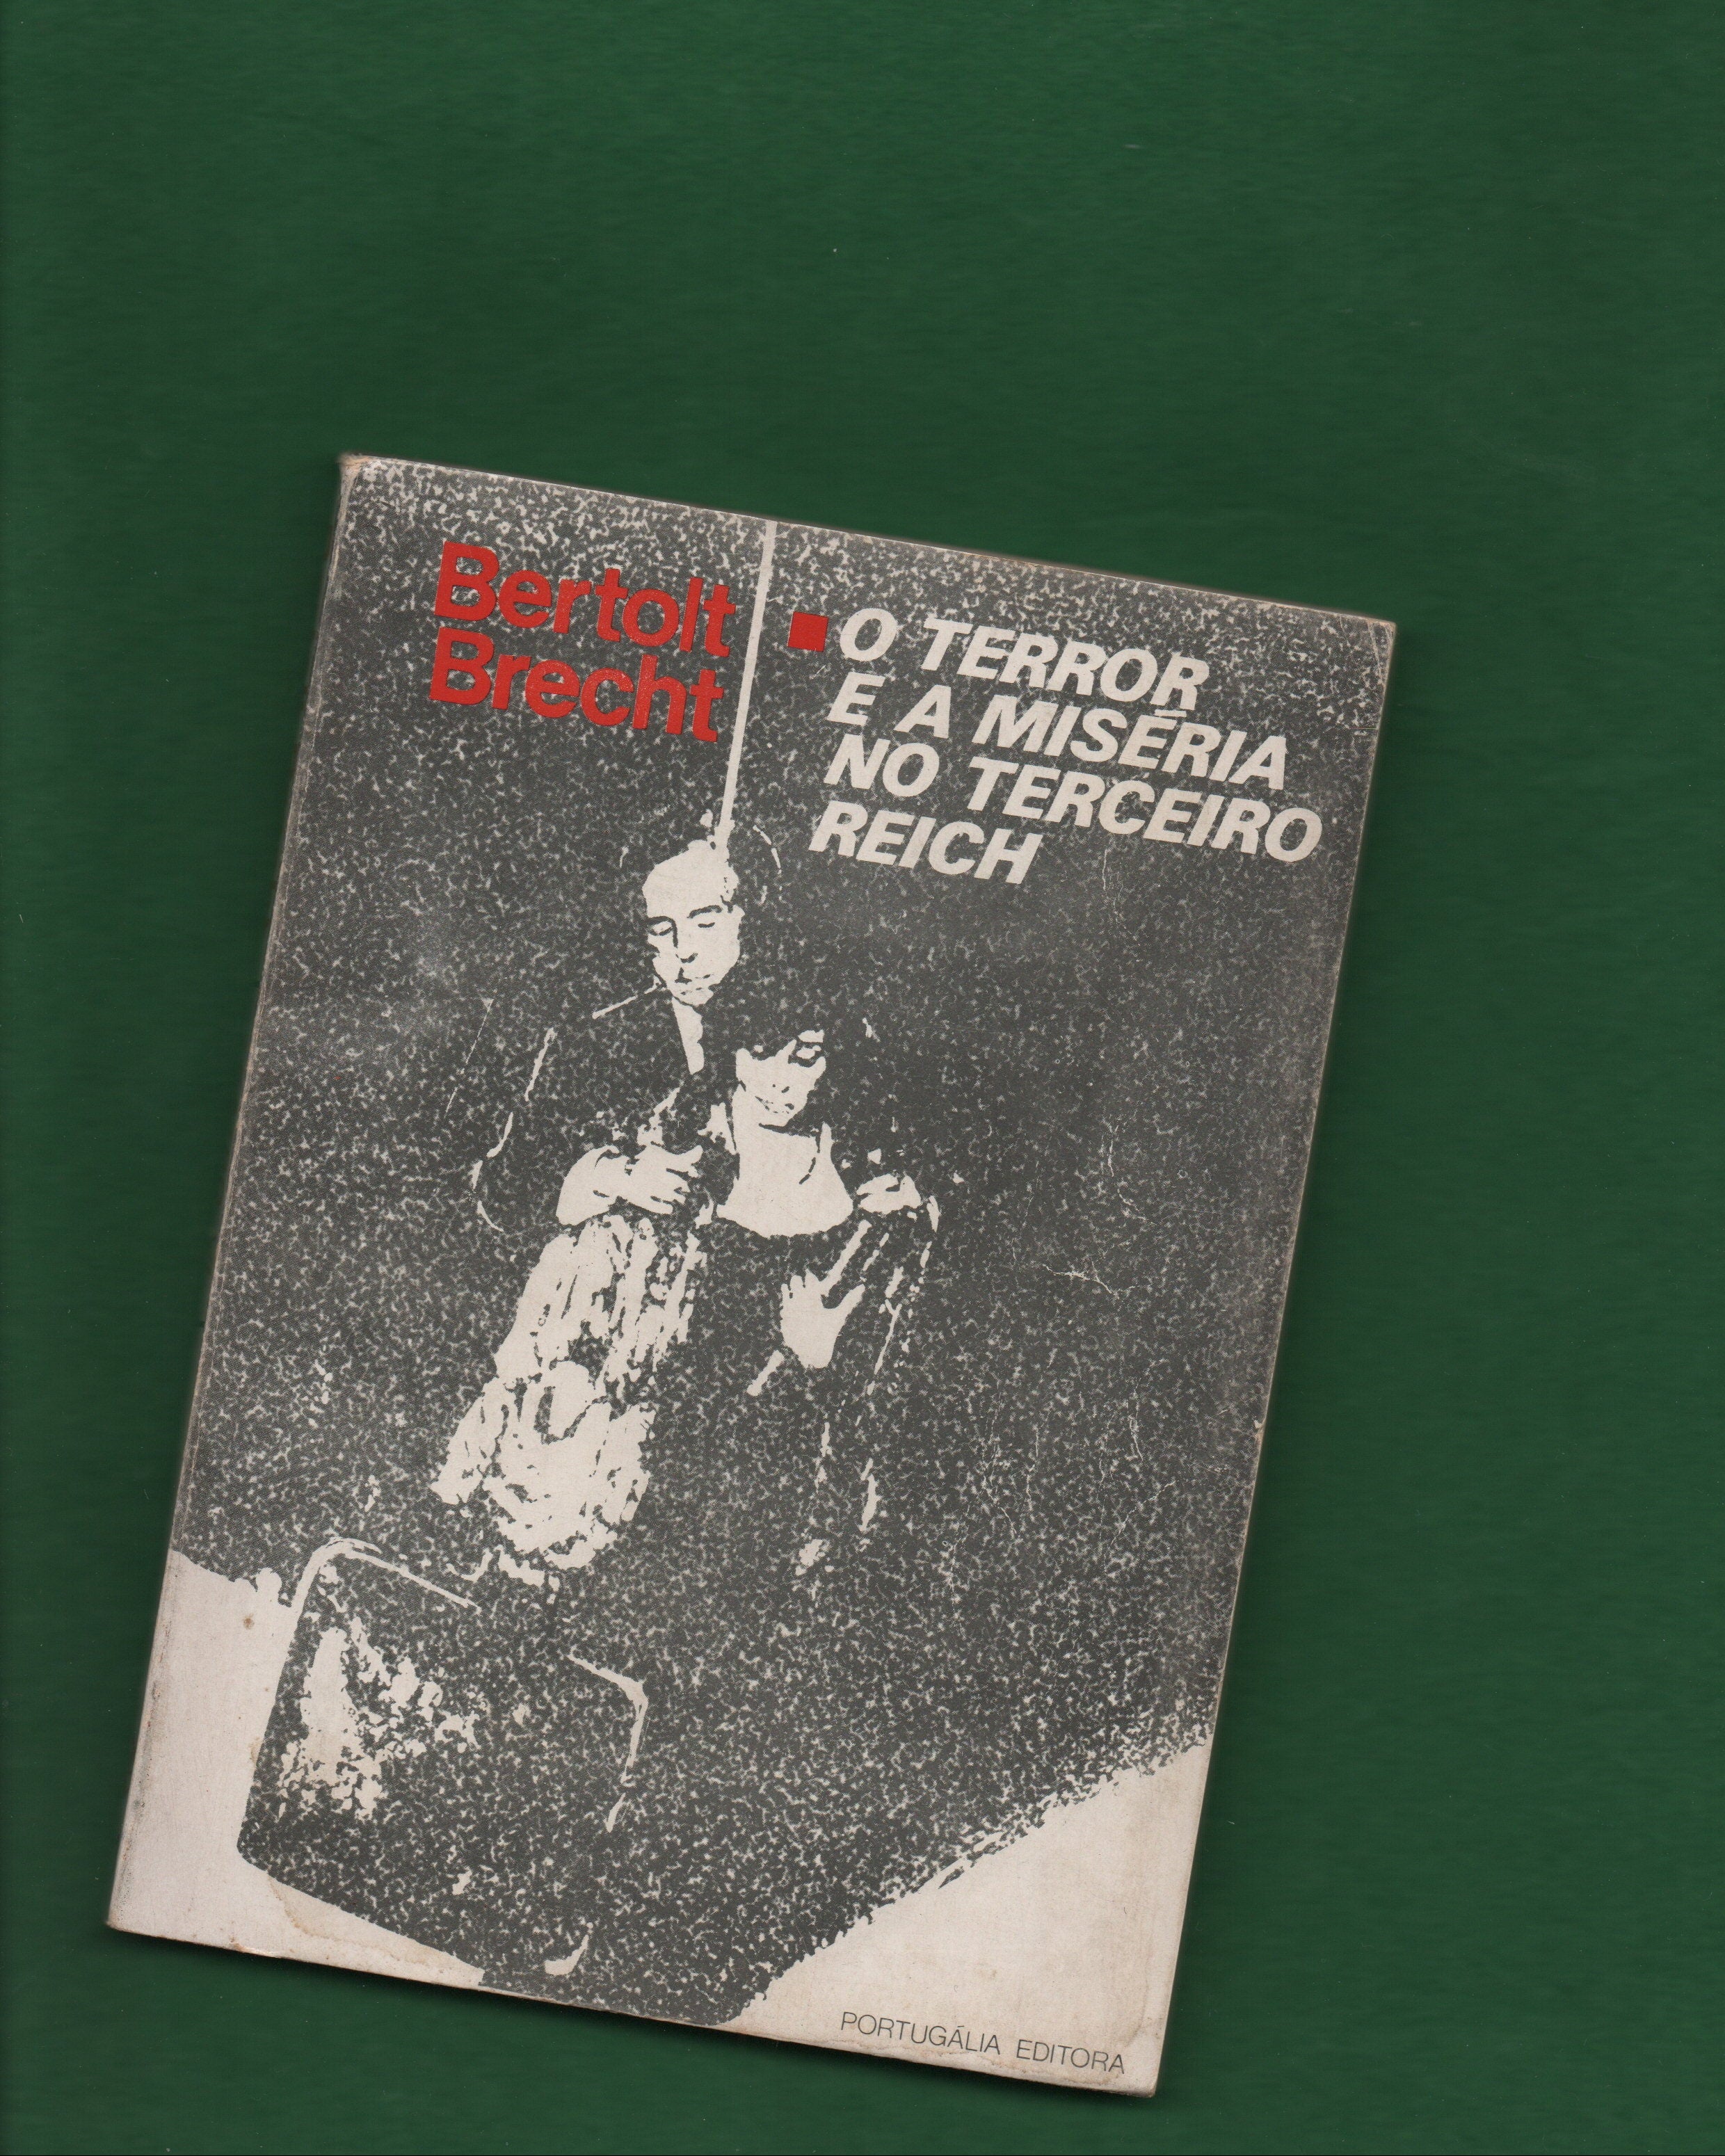 Bertolt
Brecht
O TERROR
E A MISÉRIA
NO TERCEIRO
REICH
PORTUGÁLIA EDITORA